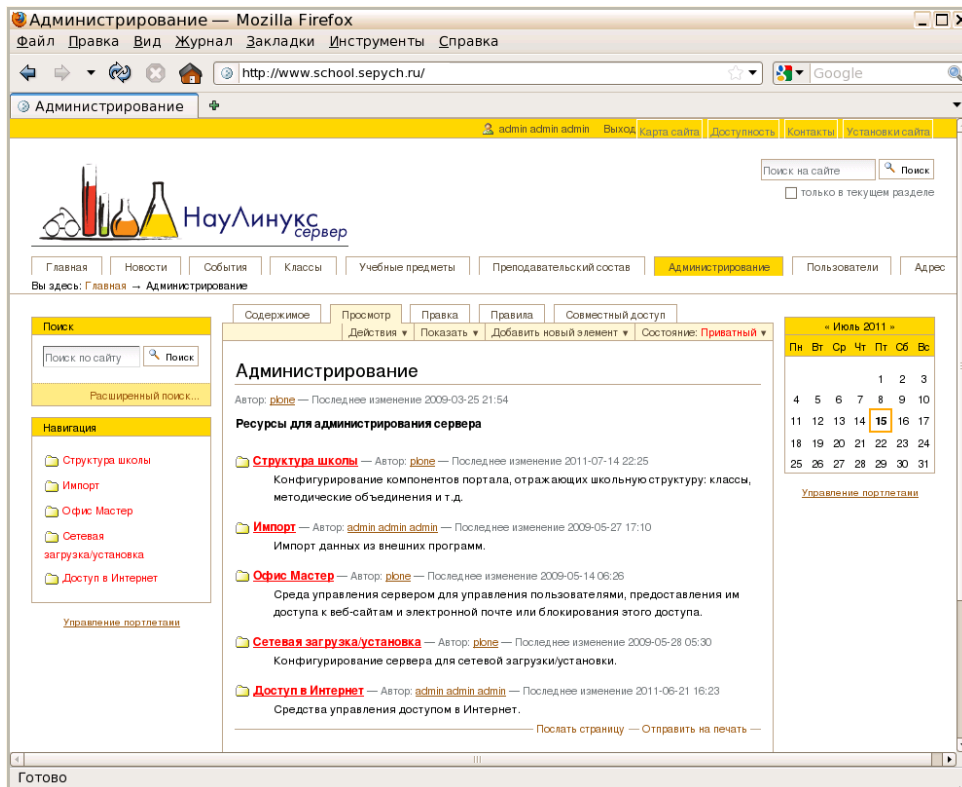 Администрирование — Mozilla Firefox
Файл Правка Вид Журнал Закладки Инструменты Справка
http://www.school.sepych.ru/ Google
Администрирование
admin admin admin Выход Карта сайта Доступность Контакты Установки сайта
Поиск на сайте Поиск
только в текущем разделе
НауЛинукс
сервер
Главная Новости События Классы Учебные предметы Преподавательский состав Администрирование Пользователи Адрес
Вы здесь: Главная → Администрирование
Поиск
Поиск по сайту Поиск
Расширенный поиск...
Навигация
Структура школы
Импорт
Офис Мастер
Сетевая
загрузка/установка
Доступ в Интернет
Управление портлетами
Содержимое Просмотр Правка Правила Совместный доступ
Действия ▼ Показать ▼ Добавить новый элемент ▼ Состояние: Приватный ▼
Администрирование
Автор: plone — Последнее изменение 2009-03-25 21:54
Ресурсы для администрирования сервера
Структура школы — Автор: plone — Последнее изменение 2011-07-14 22:25
Конфигурирование компонентов портала, отражающих школьную структуру: классы,
методические объединения и т.д.
Импорт — Автор: admin admin admin — Последнее изменение 2009-05-27 17:10
Импорт данных из внешних программ.
Офис Мастер — Автор: plone — Последнее изменение 2009-05-14 06:26
Среда управления сервером для управления пользователями, предоставления им
доступа к веб-сайтам и электронной почте или блокирования этого доступа.
Сетевая загрузка/установка — Автор: plone — Последнее изменение 2009-05-28 05:30
Конфигурирование сервера для сетевой загрузки/установки.
Доступ в Интернет — Автор: admin admin admin — Последнее изменение 2011-06-21 16:23
Средства управления доступом в Интернет.
Послать страницу — Отправить на печать —
« Июль 2011 »
Пн Вт Ср Чт Пт Сб Вс
1 2 3
4 5 6 7 8 9 10
11 12 13 14 15 16 17
18 19 20 21 22 23 24
25 26 27 28 29 30 31
Управление портлетами
Готово